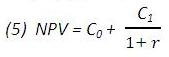 (5) NPV = C₀ + C₁ / (1 + r)